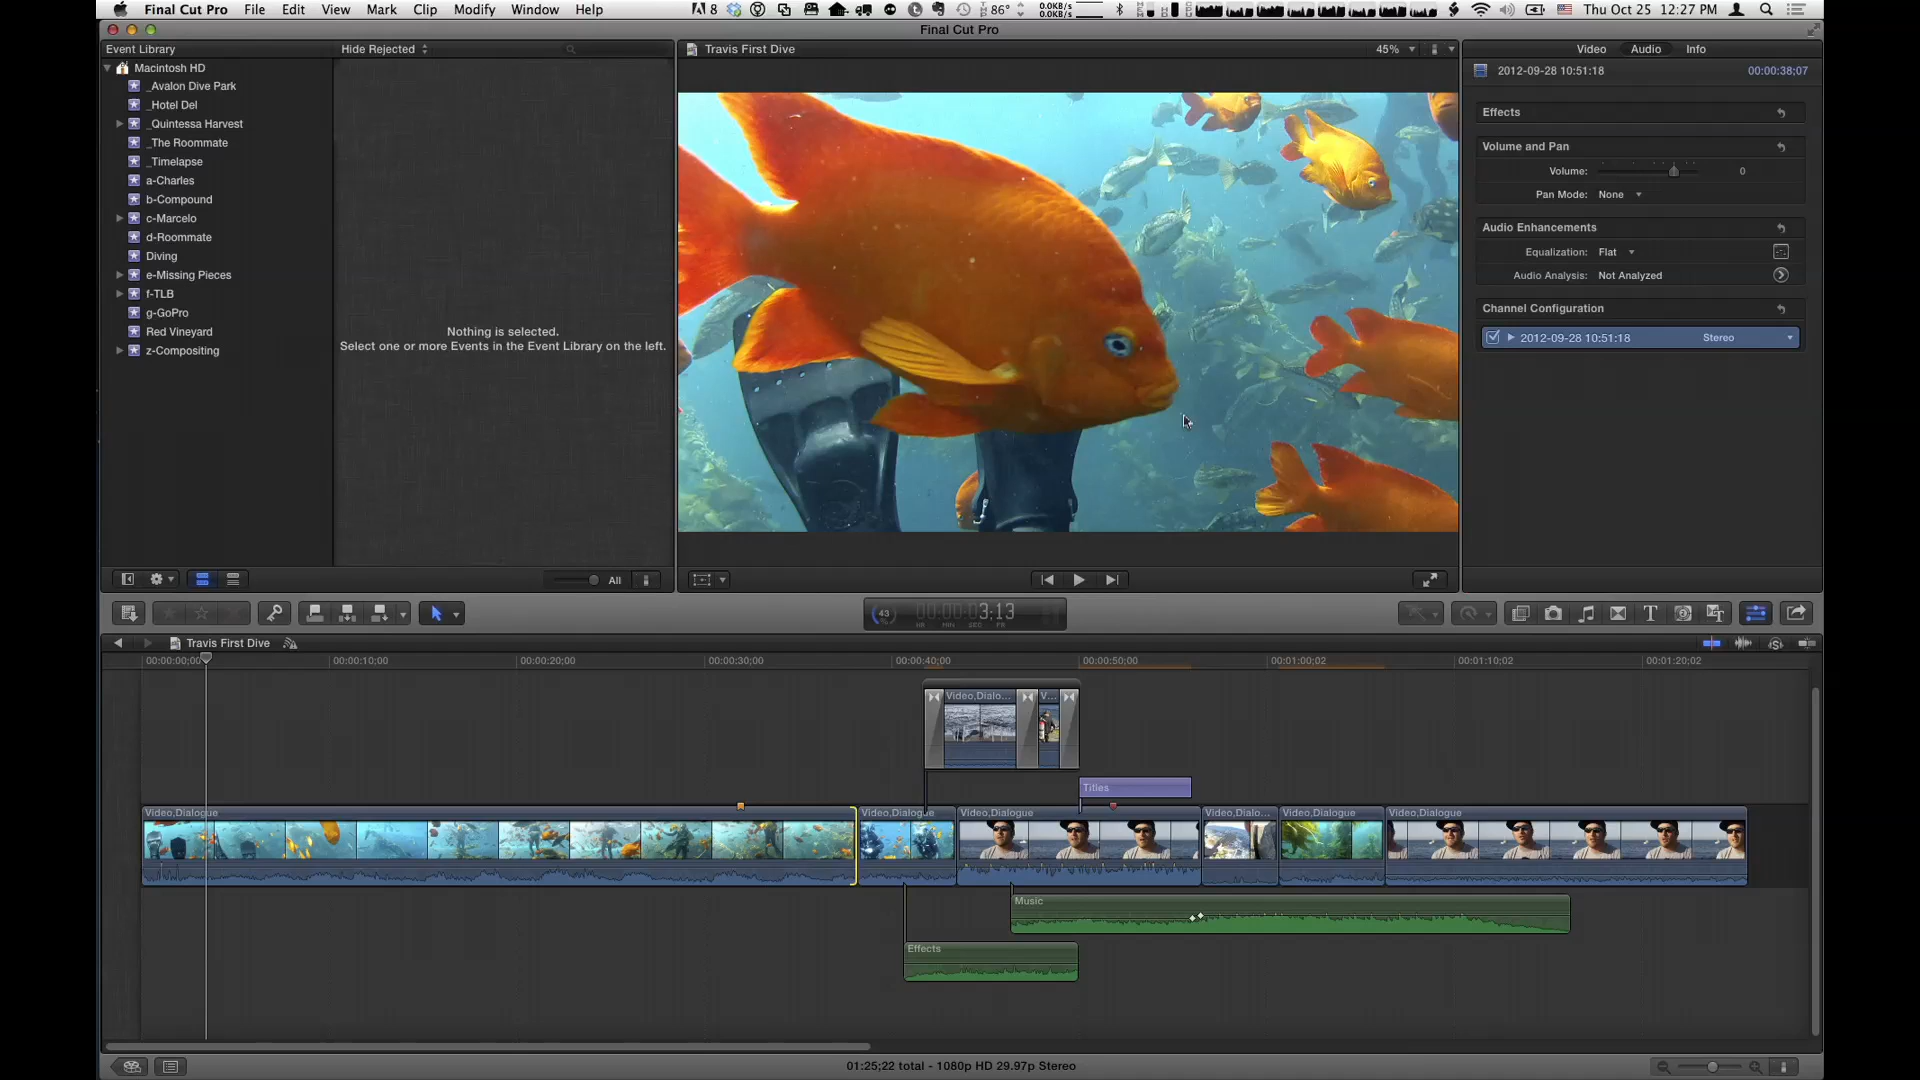 Final Cut Pro File Edit View Mark Clip Modify Window Help
8 86° 0.0KB/s 0.0KB/s Thu Oct 25 12:27 PM
Final Cut Pro
Event Library Hide Rejected Travis First Dive 45% Video Audio Info
Macintosh HD
_Avalon Dive Park
_Hotel Del
_Quintessa Harvest
_The Roommate
_Timelapse
a-Charles
b-Compound
c-Marcelo
d-Roommate
Diving
e-Missing Pieces
f-TLB
g-GoPro
Red Vineyard
z-Compositing
Nothing is selected.
Select one or more Events in the Event Library on the left.
All
2012-09-28 10:51:18 00:00:38;07
Effects
Volume and Pan
Volume: 0
Pan Mode: None
Audio Enhancements
Equalization: Flat
Audio Analysis: Not Analyzed
Channel Configuration
2012-09-28 10:51:18 Stereo
43 00:00:03;13
HR MIN SEC FR
Travis First Dive
00:00:00;00 00:00:10;00 00:00:20;00 00:00:30;00 00:00:40;00 00:00:50;00 00:01:00;02 00:01:10;02 00:01:20;02
Video,Dialo... V...
Titles
Video,Dialogue Video,Dialogue Video,Dialogue Video,Dialo... Video,Dialogue Video,Dialogue
Music
Effects
01:25;22 total - 1080p HD 29.97p Stereo